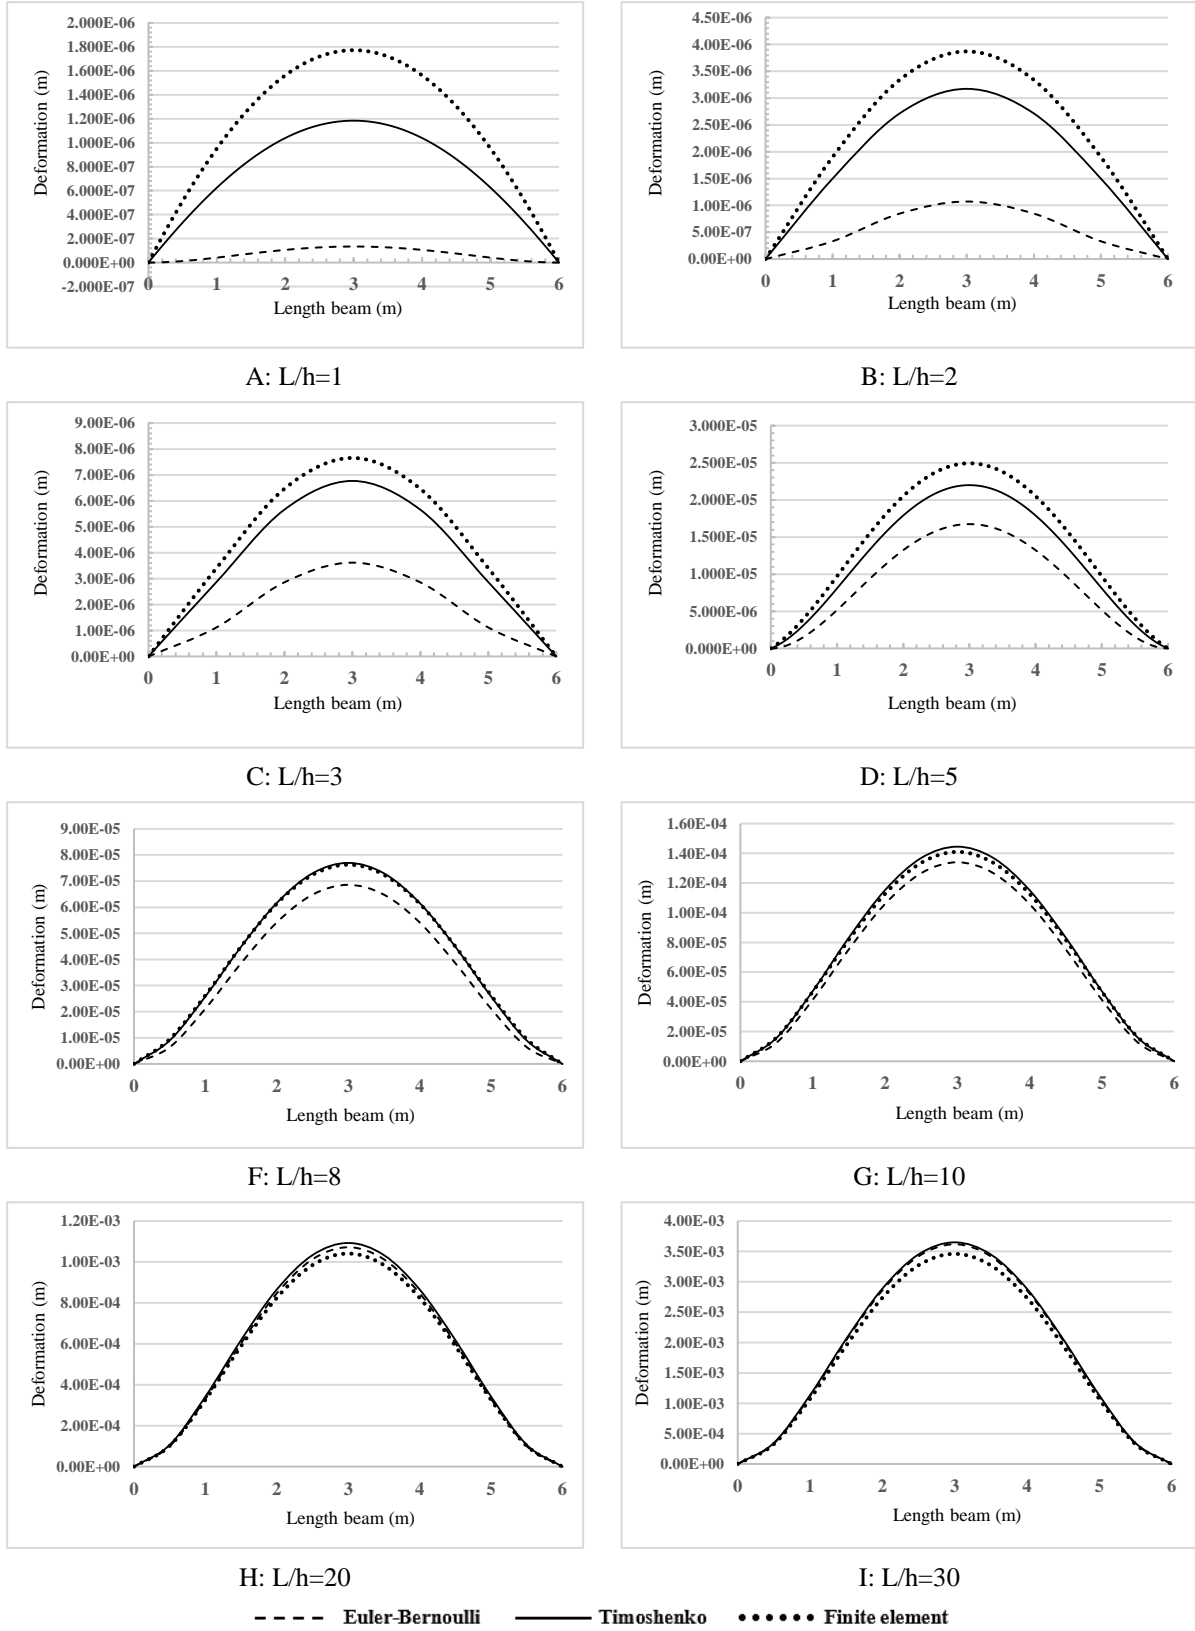 2.000E-06
1.800E-06
1.600E-06
1.400E-06
1.200E-06
1.000E-06
8.000E-07
6.000E-07
4.000E-07
2.000E-07
0.000E+00
-2.000E-07
Deformation (m)
0 1 2 3 4 5 6
Length beam (m)
A: L/h=1
4.50E-06
4.00E-06
3.50E-06
3.00E-06
2.50E-06
2.00E-06
1.50E-06
1.00E-06
5.00E-07
0.00E+00
Deformation (m)
0 1 2 3 4 5 6
Length beam (m)
B: L/h=2
9.00E-06
8.00E-06
7.00E-06
6.00E-06
5.00E-06
4.00E-06
3.00E-06
2.00E-06
1.00E-06
0.00E+00
Deformation (m)
0 1 2 3 4 5 6
Length beam (m)
C: L/h=3
3.000E-05
2.500E-05
2.000E-05
1.500E-05
1.000E-05
5.000E-06
0.000E+00
Deformation (m)
0 1 2 3 4 5 6
Length beam (m)
D: L/h=5
9.00E-05
8.00E-05
7.00E-05
6.00E-05
5.00E-05
4.00E-05
3.00E-05
2.00E-05
1.00E-05
0.00E+00
Deformation (m)
0 1 2 3 4 5 6
Length beam (m)
F: L/h=8
1.60E-04
1.40E-04
1.20E-04
1.00E-04
8.00E-05
6.00E-05
4.00E-05
2.00E-05
0.00E+00
Deformation (m)
0 1 2 3 4 5 6
Length beam (m)
G: L/h=10
1.20E-03
1.00E-03
8.00E-04
6.00E-04
4.00E-04
2.00E-04
0.00E+00
Deformation (m)
0 1 2 3 4 5 6
Length beam (m)
H: L/h=20
4.00E-03
3.50E-03
3.00E-03
2.50E-03
2.00E-03
1.50E-03
1.00E-03
5.00E-04
0.00E+00
Deformation (m)
0 1 2 3 4 5 6
Length beam (m)
I: L/h=30
Euler-Bernoulli Timoshenko Finite element